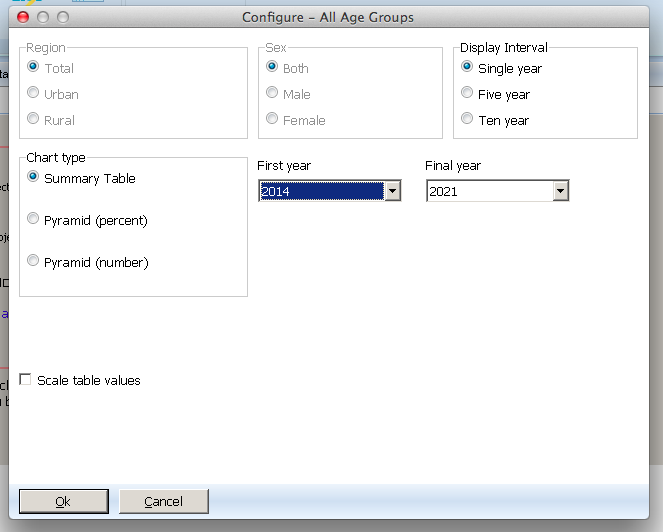 Configure – All Age Groups
Region
Total
Urban
Rural
Sex
Both
Male
Female
Display Interval
Single year
Five year
Ten year
Chart type
Summary Table
Pyramid (percent)
Pyramid (number)
First year
2014
Final year
2021
Scale table values
Ok
Cancel